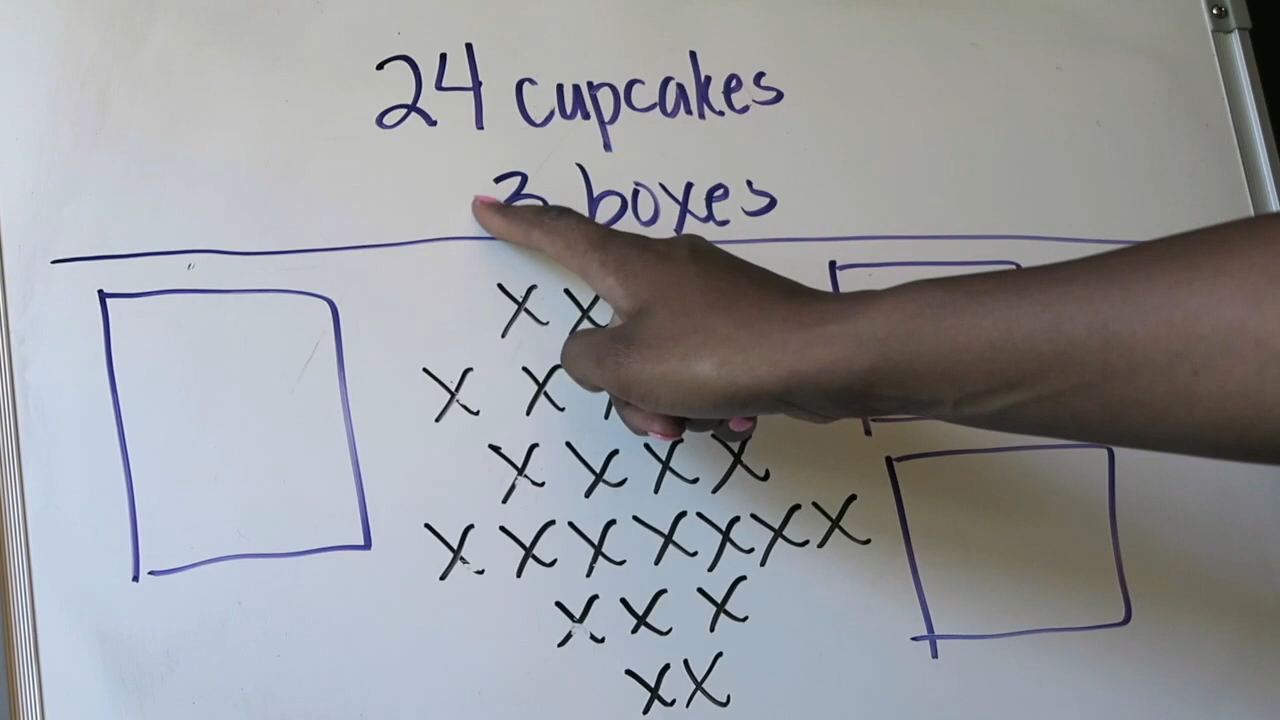 24 cupcakes
3 boxes
X X
X X
X X X X
X X X X X X X
X X X
X X